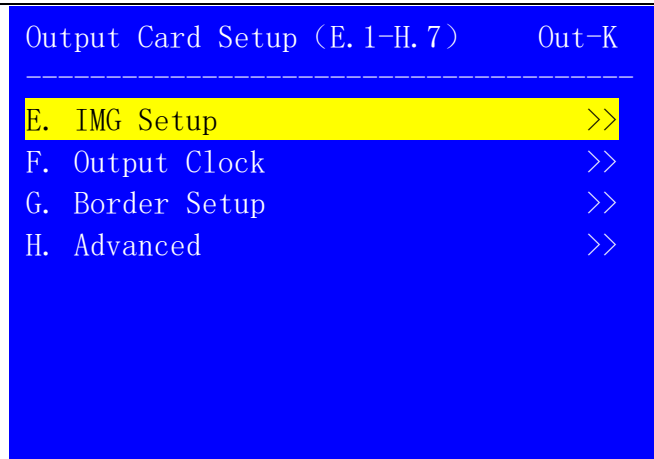 Output Card Setup（E.1-H.7） Out-K
---------------------------------------
E. IMG Setup >>
F. Output Clock >>
G. Border Setup >>
H. Advanced >>